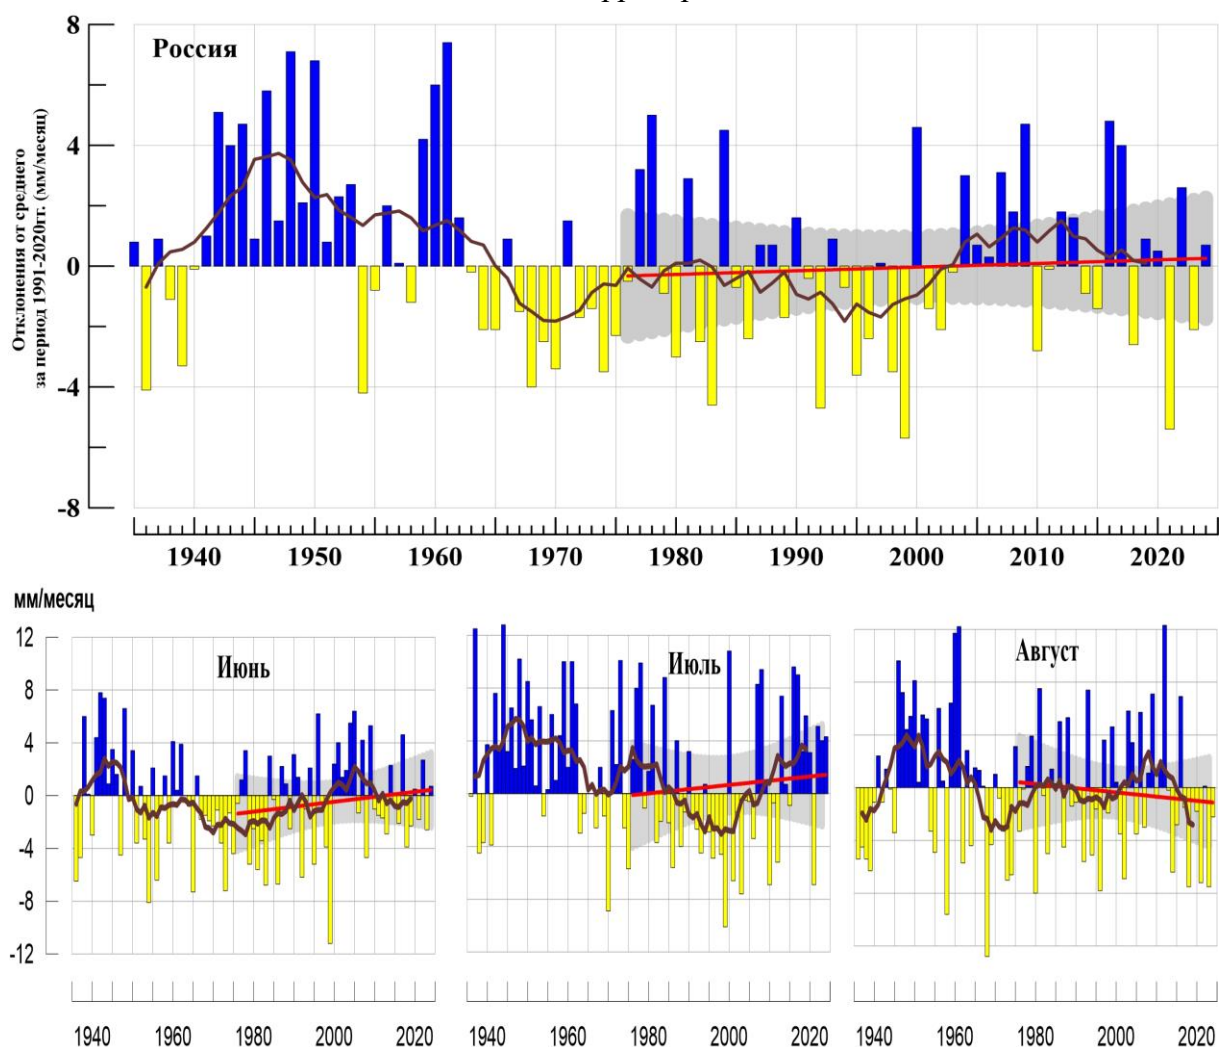 Россия
Отклонения от среднего
за период 1991-2020гг. (мм/месяц)
8
4
0
-4
-8
1940 1950 1960 1970 1980 1990 2000 2010 2020
мм/месяц
12
8
4
0
-4
-8
-12
Июнь
Июль
Август
1940 1960 1980 2000 2020
1940 1960 1980 2000 2020
1940 1960 1980 2000 2020